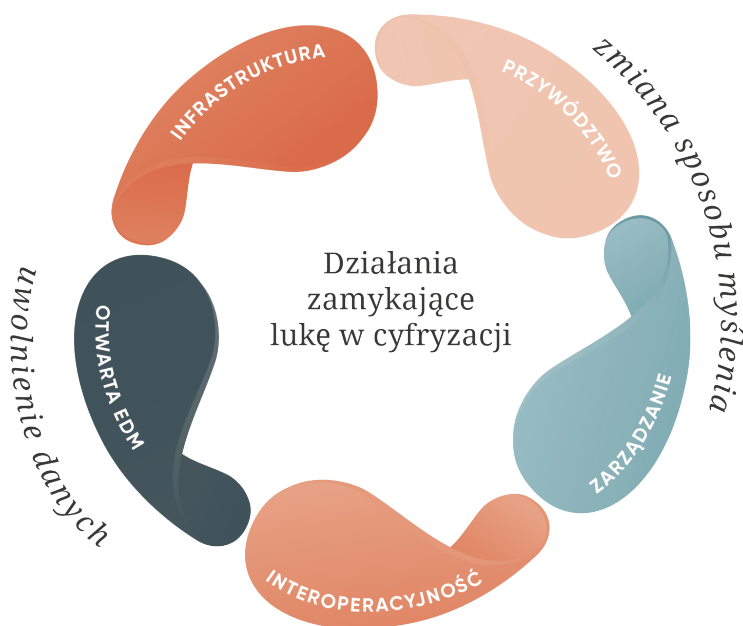 INFRASTRUKTURA
PRZYWÓDZTWO
zmiana sposobu myślenia
Działania
zamykające
lukę w cyfryzacji
uwolnienie danych
OTWARTA EDM
ZARZĄDZANIE
INTEROPERACYJNOŚĆ